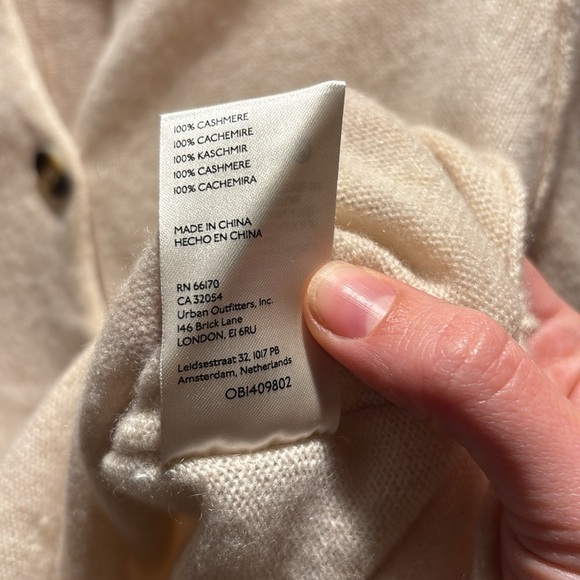 100% CASHMERE
100% CACHEMIRE
100% KASCHMIR
100% CASHMERE
100% CACHEMIRA
MADE IN CHINA
HECHO EN CHINA
RN 66170
CA 32054
Urban Outfitters, Inc.
146 Brick Lane
LONDON, E1 6RU
Leidsestraat 32, 1017 PB
Amsterdam, Netherlands
OB1409802